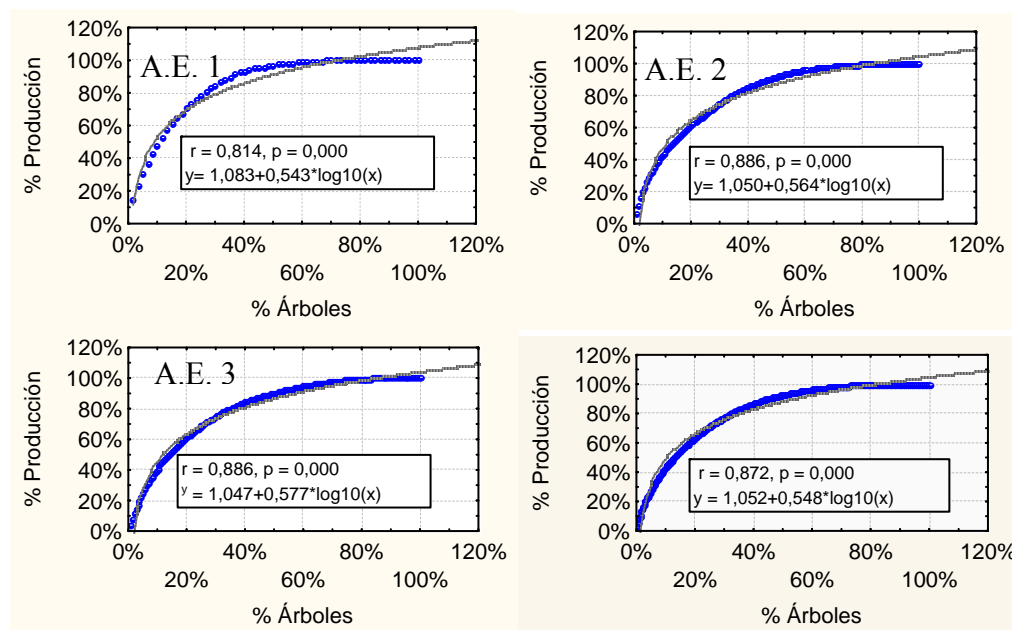 120%
100%
80%
60%
40%
20%
0%
% Producción
A.E. 1
r = 0,814, p = 0,000
y= 1,083+0,543*log10(x)
0% 40% 80% 120%
20% 60% 100%
% Árboles
120%
100%
80%
60%
40%
20%
0%
% Producción
A.E. 2
r = 0,886, p = 0,000
y= 1,050+0,564*log10(x)
0% 40% 80% 120%
20% 60% 100%
% Árboles
120%
100%
80%
60%
40%
20%
0%
% Producción
A.E. 3
r = 0,886, p = 0,000
y = 1,047+0,577*log10(x)
0% 40% 80% 120%
20% 60% 100%
% Árboles
120%
100%
80%
60%
40%
20%
0%
% Producción
r = 0,872, p = 0,000
y = 1,052+0,548*log10(x)
0% 40% 80% 120%
20% 60% 100%
% Árboles